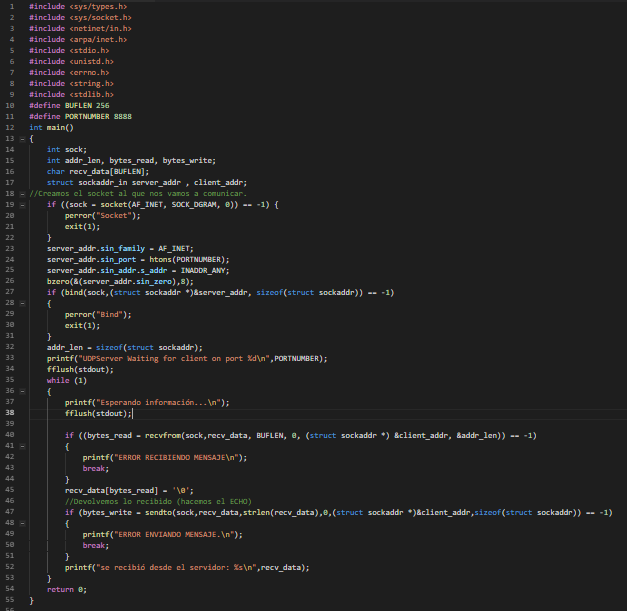 1 #include <sys/types.h>
2 #include <sys/socket.h>
3 #include <netinet/in.h>
4 #include <arpa/inet.h>
5 #include <stdio.h>
6 #include <unistd.h>
7 #include <errno.h>
8 #include <string.h>
9 #include <stdlib.h>
10 #define BUFLEN 256
11 #define PORTNUMBER 8888
12 int main()
13 {
14 int sock;
15 int addr_len, bytes_read, bytes_write;
16 char recv_data[BUFLEN];
17 struct sockaddr_in server_addr , client_addr;
18 //Creamos el socket al que nos vamos a comunicar.
19 if ((sock = socket(AF_INET, SOCK_DGRAM, 0)) == -1) {
20 perror("Socket");
21 exit(1);
22 }
23 server_addr.sin_family = AF_INET;
24 server_addr.sin_port = htons(PORTNUMBER);
25 server_addr.sin_addr.s_addr = INADDR_ANY;
26 bzero(&(server_addr.sin_zero),8);
27 if (bind(sock,(struct sockaddr *)&server_addr, sizeof(struct sockaddr)) == -1)
28 {
29 perror("Bind");
30 exit(1);
31 }
32 addr_len = sizeof(struct sockaddr);
33 printf("UDPServer Waiting for client on port %d\n",PORTNUMBER);
34 fflush(stdout);
35 while (1)
36 {
37 printf("Esperando información...\n");
38 fflush(stdout);
39
40 if ((bytes_read = recvfrom(sock,recv_data, BUFLEN, 0, (struct sockaddr *) &client_addr, &addr_len)) == -1)
41 {
42 printf("ERROR RECIBIENDO MENSAJE\n");
43 break;
44 }
45 recv_data[bytes_read] = '\0';
46 //Devolvemos lo recibido (hacemos el ECHO)
47 if (bytes_write = sendto(sock,recv_data,strlen(recv_data),0,(struct sockaddr *)&client_addr,sizeof(struct sockaddr)) == -1)
48 {
49 printf("ERROR ENVIANDO MENSAJE.\n");
50 break;
51 }
52 printf("se recibió desde el servidor: %s\n",recv_data);
53 }
54 return 0;
55 }
56